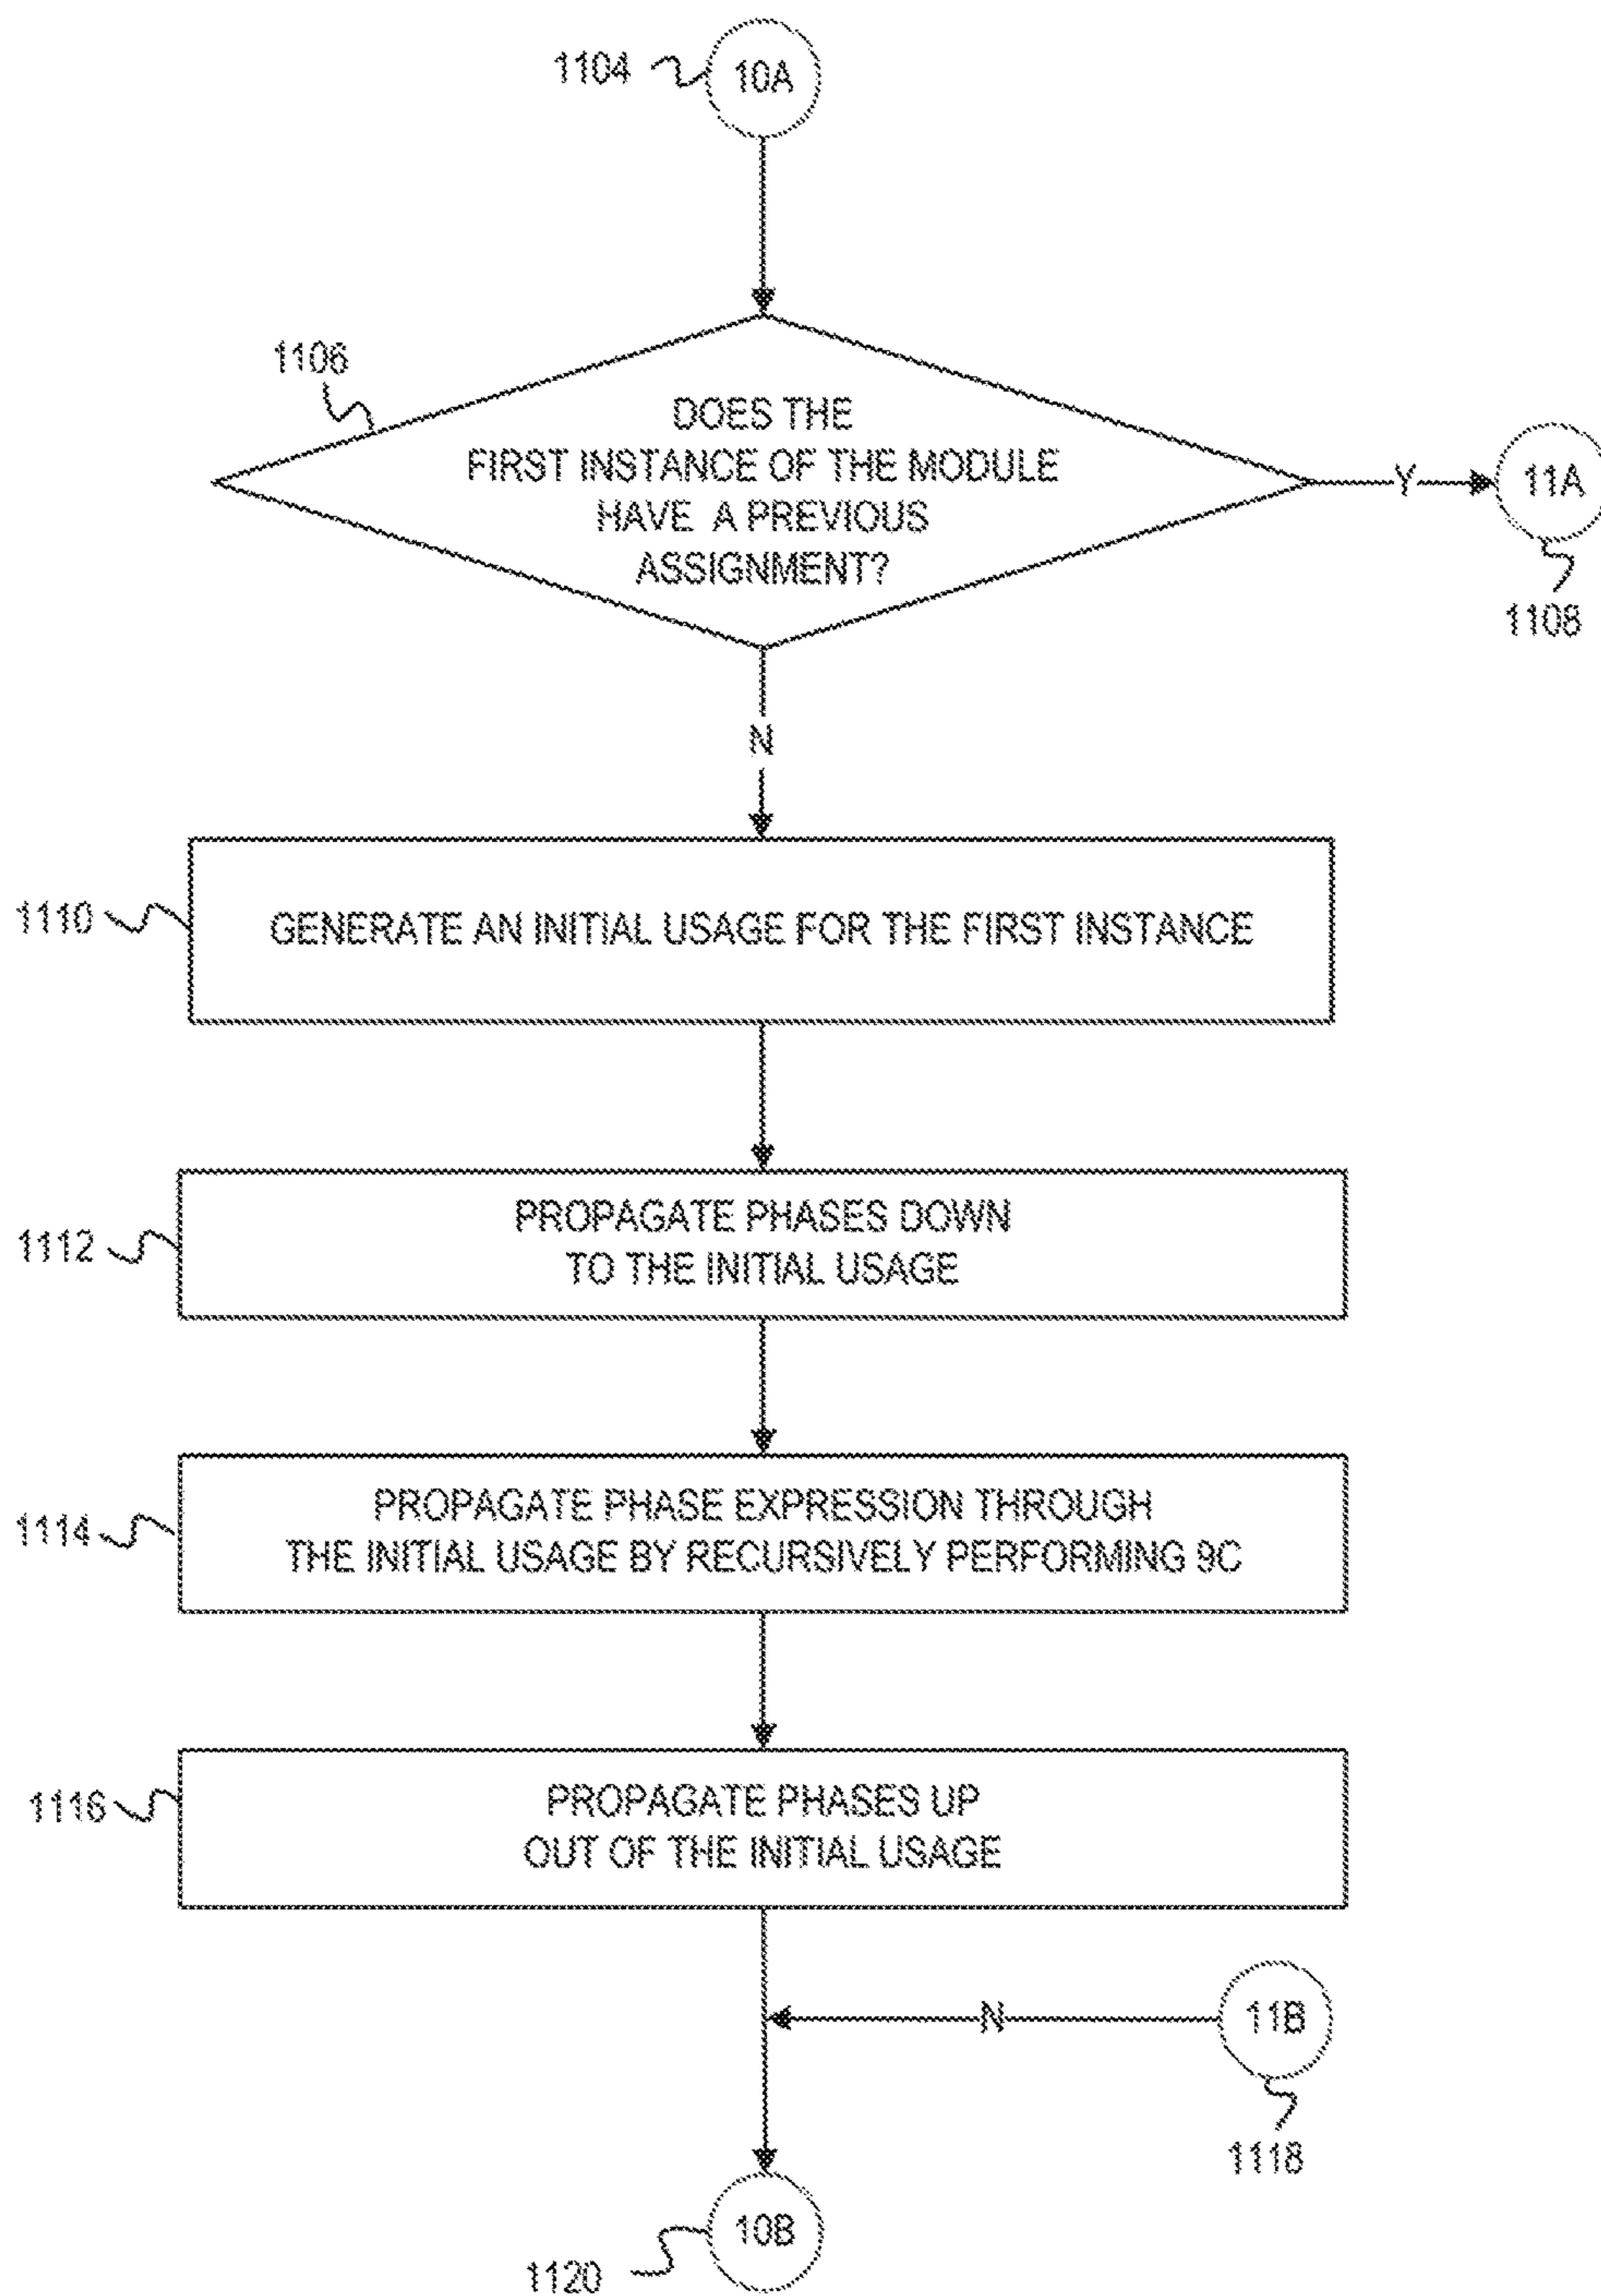 1104
10A
1106
DOES THE
FIRST INSTANCE OF THE MODULE
HAVE A PREVIOUS
ASSIGNMENT?
Y
11A
1108
N
1110
GENERATE AN INITIAL USAGE FOR THE FIRST INSTANCE
1112
PROPAGATE PHASES DOWN
TO THE INITIAL USAGE
1114
PROPAGATE PHASE EXPRESSION THROUGH
THE INITIAL USAGE BY RECURSIVELY PERFORMING 9C
1116
PROPAGATE PHASES UP
OUT OF THE INITIAL USAGE
N
11B
1118
10B
1120